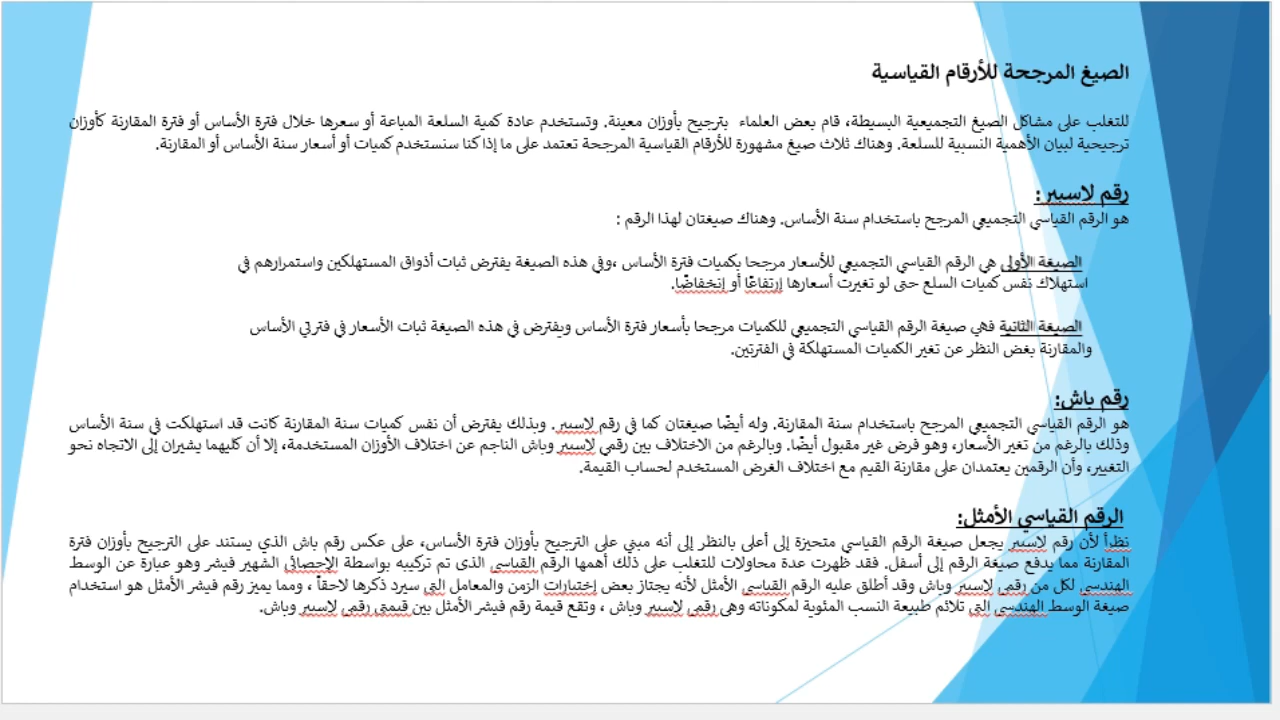 الصيغ المرجحة للأرقام القياسية
للتغلب على مشاكل الصيغ التجميعية البسيطة، قام بعض العلماء بترجيح بأوزان معينة. وتستخدم عادة كمية السلعة المباعة أو سعرها خلال فترة الأساس أو فترة المقارنة كأوزان
ترجيحية لبيان الأهمية النسبية للسلعة. وهناك ثلاث صيغ مشهورة للأرقام القياسية المرجحة تعتمد على ما إذا كنا سنستخدم كميات أو أسعار سنة الأساس أو المقارنة.
رقم لاسبير :
هو الرقم القياسي التجميعي المرجح باستخدام سنة الأساس. وهناك صيغتان لهذا الرقم :
الصيغة الأولى هي الرقم القياسي التجميعي للأسعار مرجحا بكميات فترة الأساس ،وفي هذه الصيغة يفترض ثبات أذواق المستهلكين واستمرارهم في
استهلاك نفس كميات السلع حتى لو تغيرت أسعارها إرتفاعًا أو إنخفاضًا.
الصيغة الثانية فهي صيغة الرقم القياسي التجميعي للكميات مرجحا بأسعار فترة الأساس ويفترض في هذه الصيغة ثبات الأسعار في فترتي الأساس
والمقارنة بغض النظر عن تغير الكميات المستهلكة في الفترتين.
رقم باش:
هو الرقم القياسي التجميعي المرجح باستخدام سنة المقارنة. وله أيضًا صيغتان كما في رقم لاسبير. وبذلك يفترض أن نفس كميات سنة المقارنة كانت قد استهلكت في سنة الأساس
وذلك بالرغم من تغير الأسعار، وهو فرض غير مقبول أيضًا. وبالرغم من الاختلاف بين رقمي لاسبير وباش الناجم عن اختلاف الأوزان المستخدمة، إلا أن كليهما يشيران إلى الاتجاه نحو
التغيير، وأن الرقمين يعتمدان على مقارنة القيم مع اختلاف الغرض المستخدم لحساب القيمة.
الرقم القياسي الأمثل:
نظرأ لأن رقم لاسبير يجعل صيغة الرقم القياسي متحيزة إلى أعلى بالنظر إلى أنه مبني على الترجيح بأوزان فترة الأساس، على عكس رقم باش الذي يستند على الترجيح بأوزان فترة
المقارنة مما يدفع صيغة الرقم إلى أسفل. فقد ظهرت عدة محاولات للتغلب على ذلك أهمها الرقم القياسى الذى تم تركيبه بواسطة الإحصائى الشهير فيشر وهو عبارة عن الوسط
الهندسى لكل من رقمى لاسبير وباش وقد أطلق عليه الرقم القياسى الأمثل لأنه يجتاز بعض إختبارات الزمن والمعامل التى سيرد ذكرها لاحقاً ، ومما يميز رقم فيشر الأمثل هو استخدام
صيغة الوسط الهندسى التى تلائم طبيعة النسب المئوية لمكوناته وهى رقمى لاسبير وباش ، وتقع قيمة رقم فيشر الأمثل بين قيمتى رقمى لاسبير وباش.